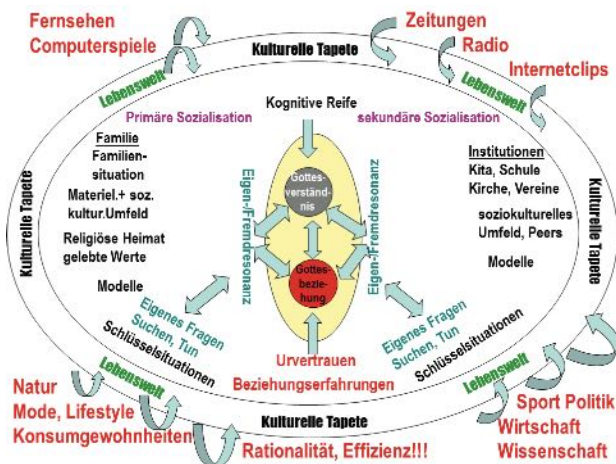 Fernsehen
Computerspiele
Zeitungen
Radio
Internetclips
Kulturelle Tapete
Lebenswelt
Lebenswelt
Kognitive Reife
Primäre Sozialisation
sekundäre Sozialisation
Familie
Familien-
situation
Materiel.+ soz.
kultur.Umfeld
Religiöse Heimat
gelebte Werte
Modelle
Kulturelle Tapete
Eigen-/Fremdresonanz
Gottes-
verständ-
nis
Gottes-
beziehung
Eigen-/Fremdresonanz
Institutionen
Kita, Schule
Kirche, Vereine
soziokulturelles
Umfeld, Peers
Modelle
Kulturelle Tapete
Eigenes Fragen
Suchen, Tun
Schlüsselsituationen
Eigenes Fragen
Suchen, Tun
Schlüsselsituationen
Urvertrauen
Beziehungserfahrungen
Lebenswelt
Lebenswelt
Kulturelle Tapete
Natur
Mode, Lifestyle
Konsumgewohnheiten
Rationalität, Effizienz!!!
Sport Politik
Wirtschaft
Wissenschaft